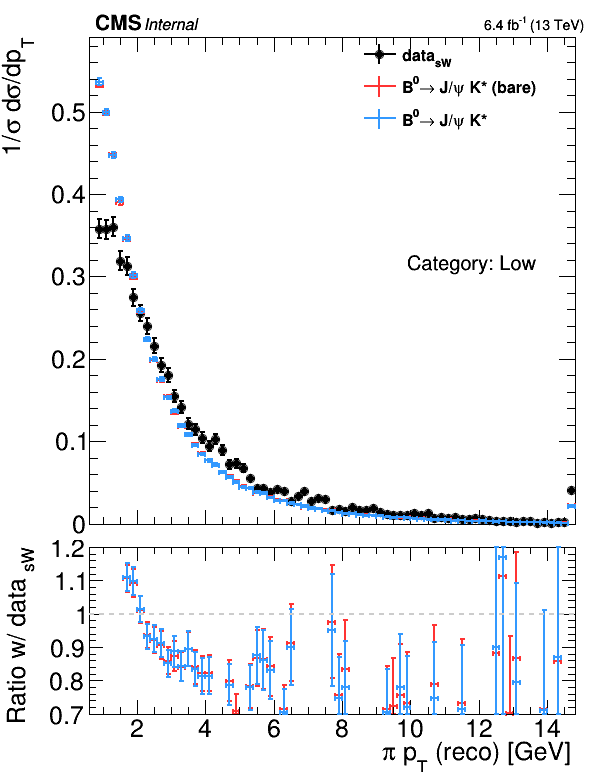 CMS Internal 6.4 fb⁻¹ (13 TeV)
1/σ dσ/dp_T
data_sW
B⁰→ J/ψ K* (bare)
B⁰→ J/ψ K*
Category: Low
0.5
0.4
0.3
0.2
0.1
0
Ratio w/ data_sW
1.2
1.1
1
0.9
0.8
0.7
2 4 6 8 10 12 14
π p_T (reco) [GeV]